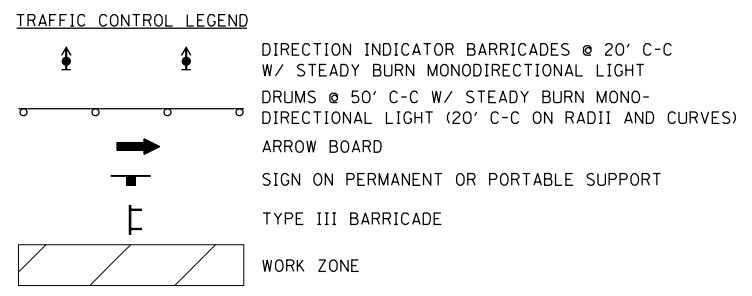 TRAFFIC CONTROL LEGEND
DIRECTION INDICATOR BARRICADES @ 20' C-C
W/ STEADY BURN MONODIRECTIONAL LIGHT
DRUMS @ 50' C-C W/ STEADY BURN MONO-
DIRECTIONAL LIGHT (20' C-C ON RADII AND CURVES)
ARROW BOARD
SIGN ON PERMANENT OR PORTABLE SUPPORT
TYPE III BARRICADE
WORK ZONE